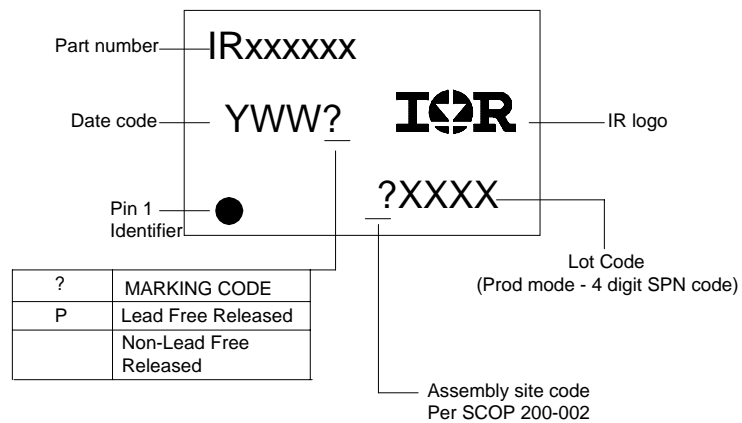 Part number
IRxxxxxx
Date code
YWW?
IOR
IR logo
Pin 1
Identifier
?XXXX
Lot Code
(Prod mode - 4 digit SPN code)
? MARKING CODE
P Lead Free Released
Non-Lead Free
Released
Assembly site code
Per SCOP 200-002